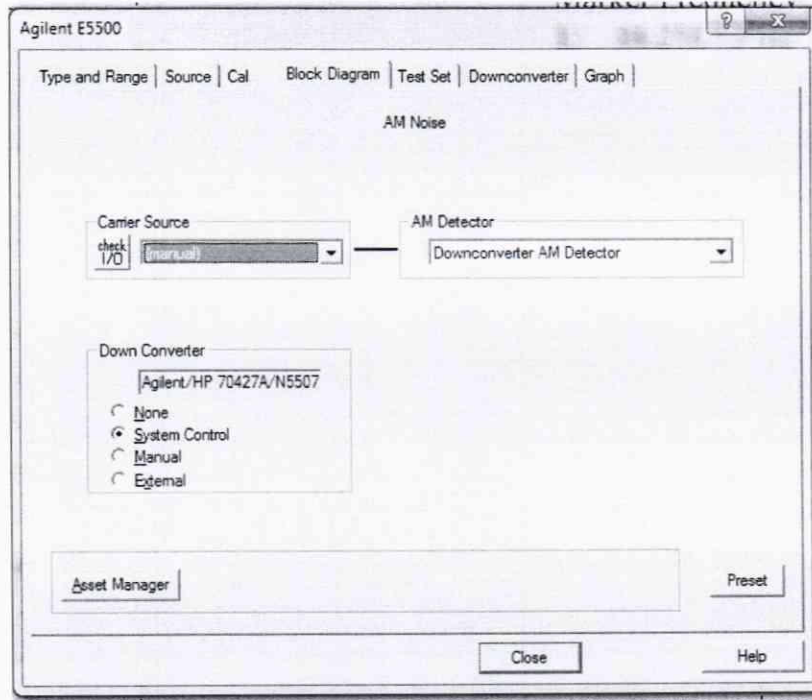 Marker Frequency
Agilent E5500
?
Type and Range
Source
Cal
Block Diagram
Test Set
Downconverter
Graph
AM Noise
Carrier Source
AM Detector
check
I/O
(manual)
Downconverter AM Detector
Down Converter
Agilent/HP 70427A/N5507
None
System Control
Manual
External
Asset Manager
Preset
Close
Help